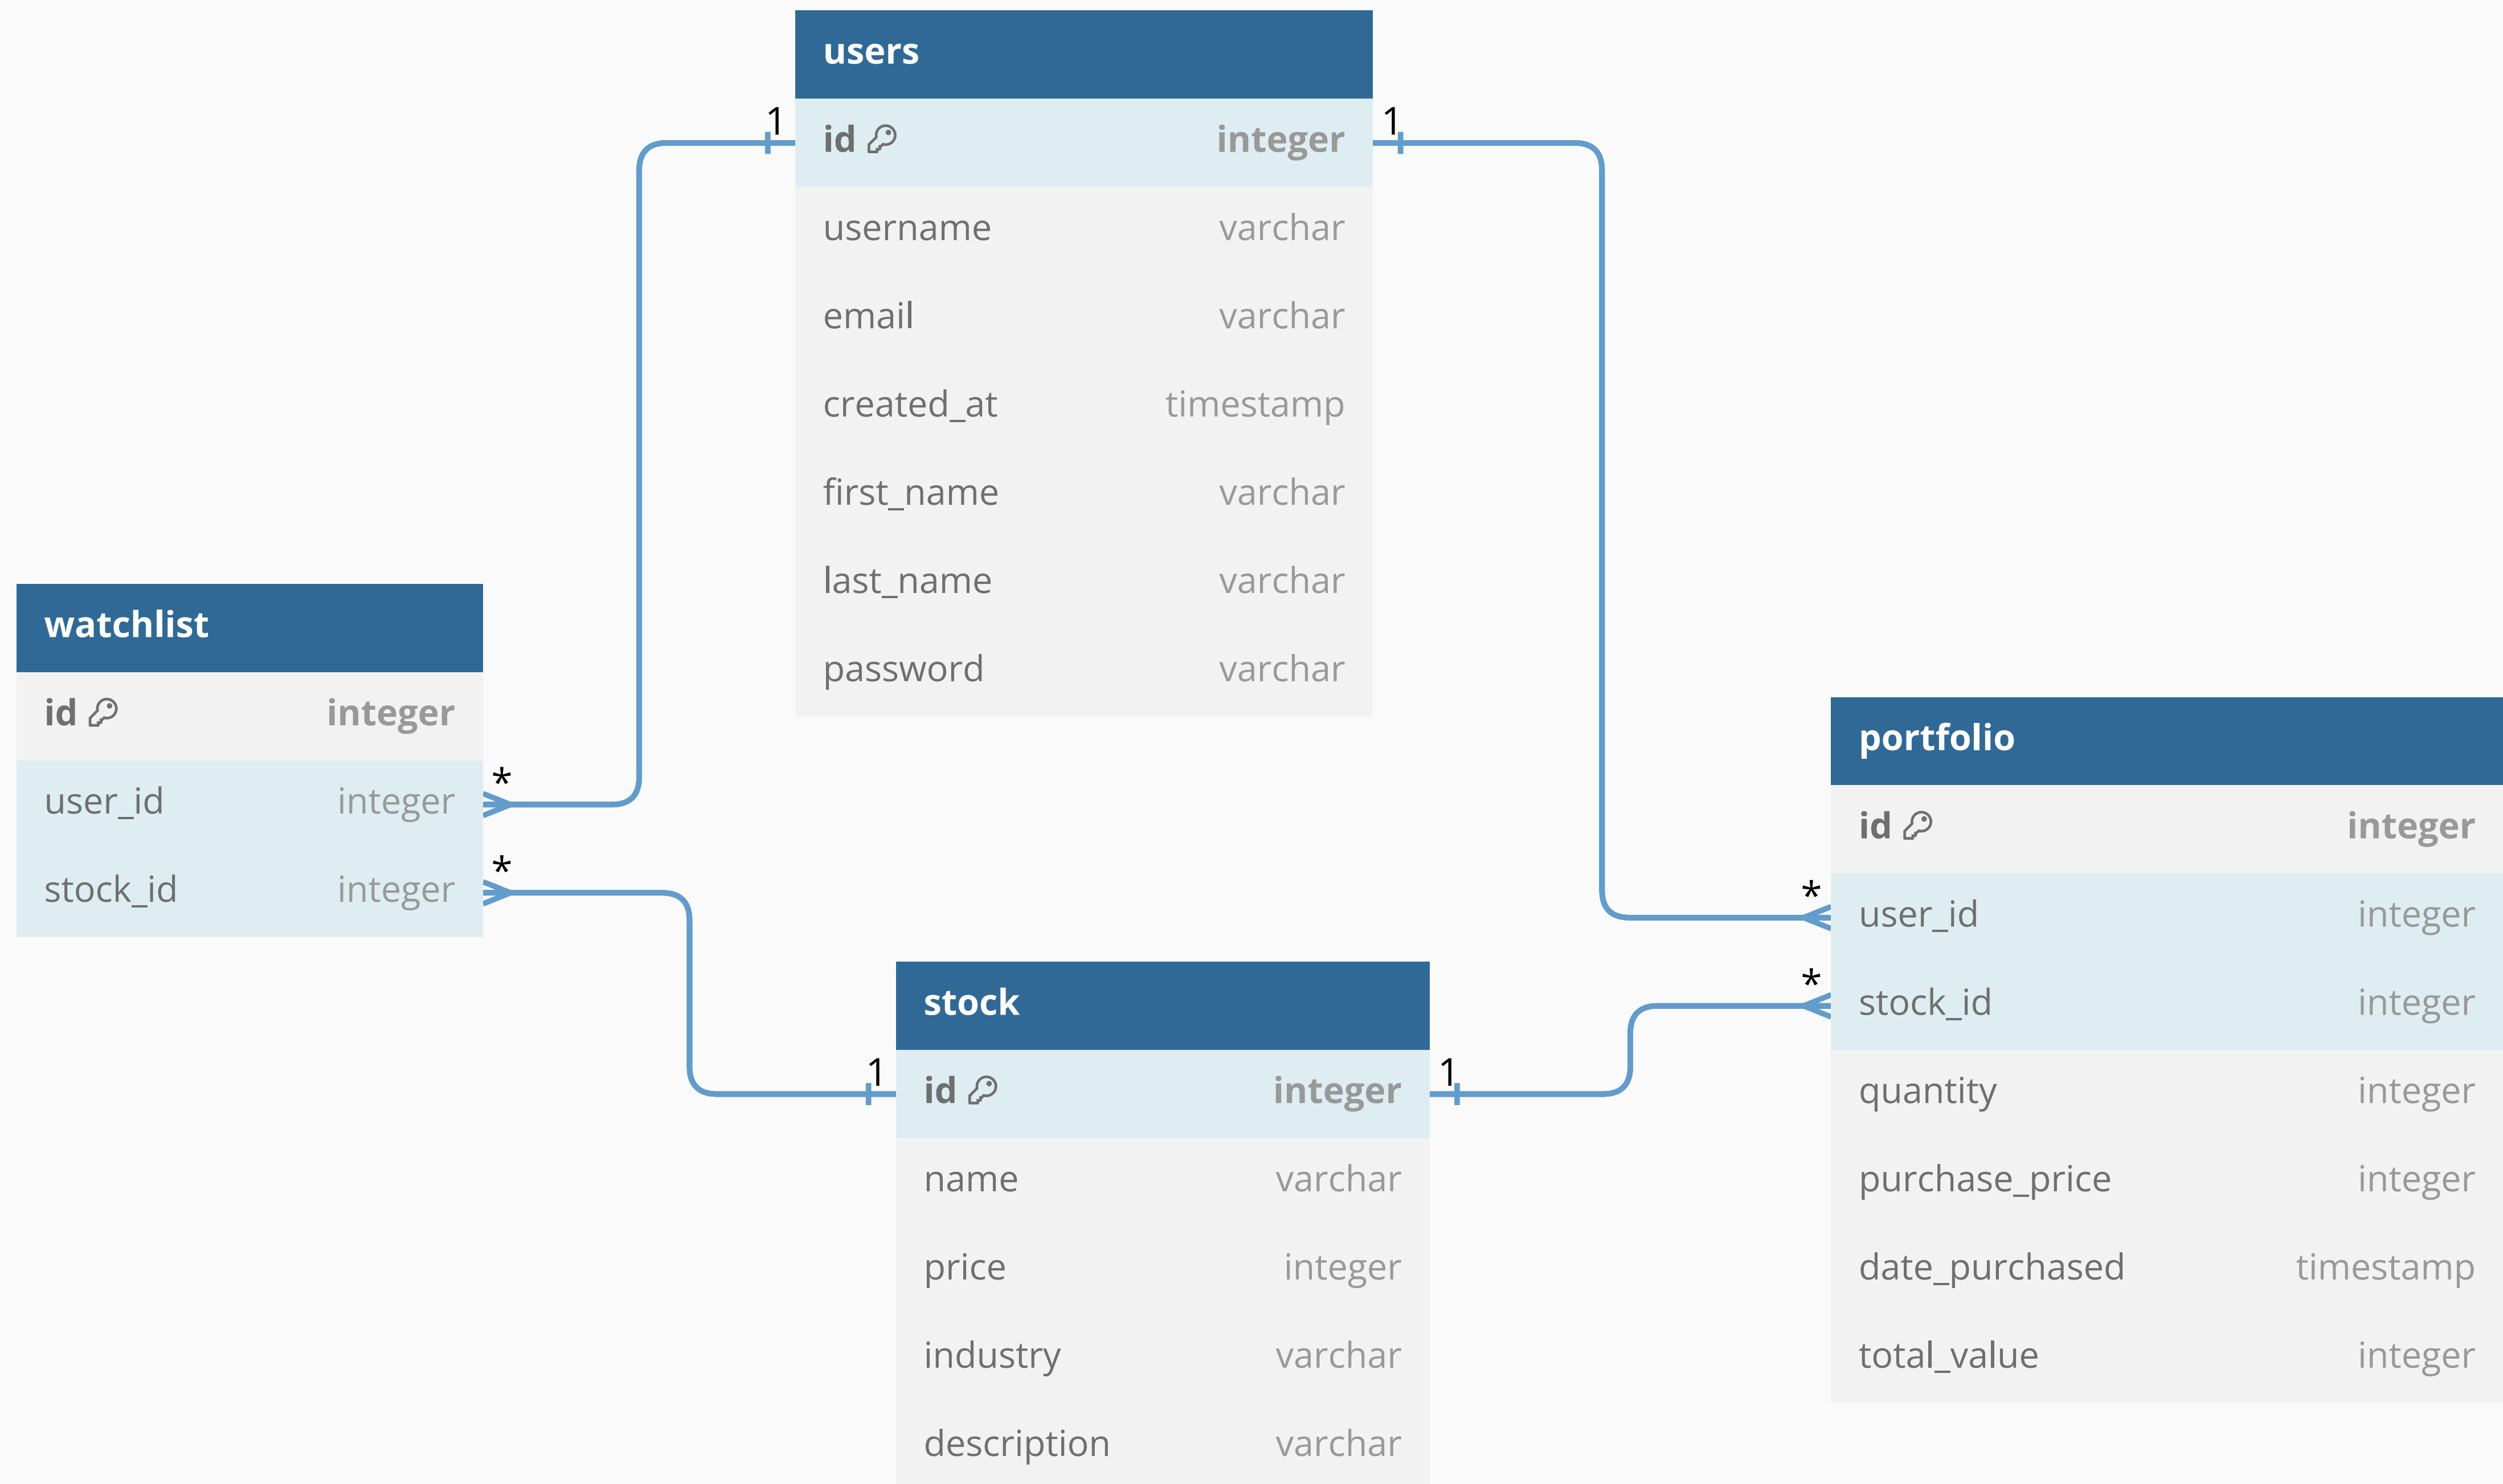 users
1
1
id integer
username varchar
email varchar
created_at timestamp
first_name varchar
last_name varchar
password varchar
watchlist
id integer
*
user_id integer
*
stock_id integer
portfolio
id integer
*
user_id integer
*
stock_id integer
quantity integer
purchase_price integer
date_purchased timestamp
total_value integer
stock
1
1
id integer
name varchar
price integer
industry varchar
description varchar